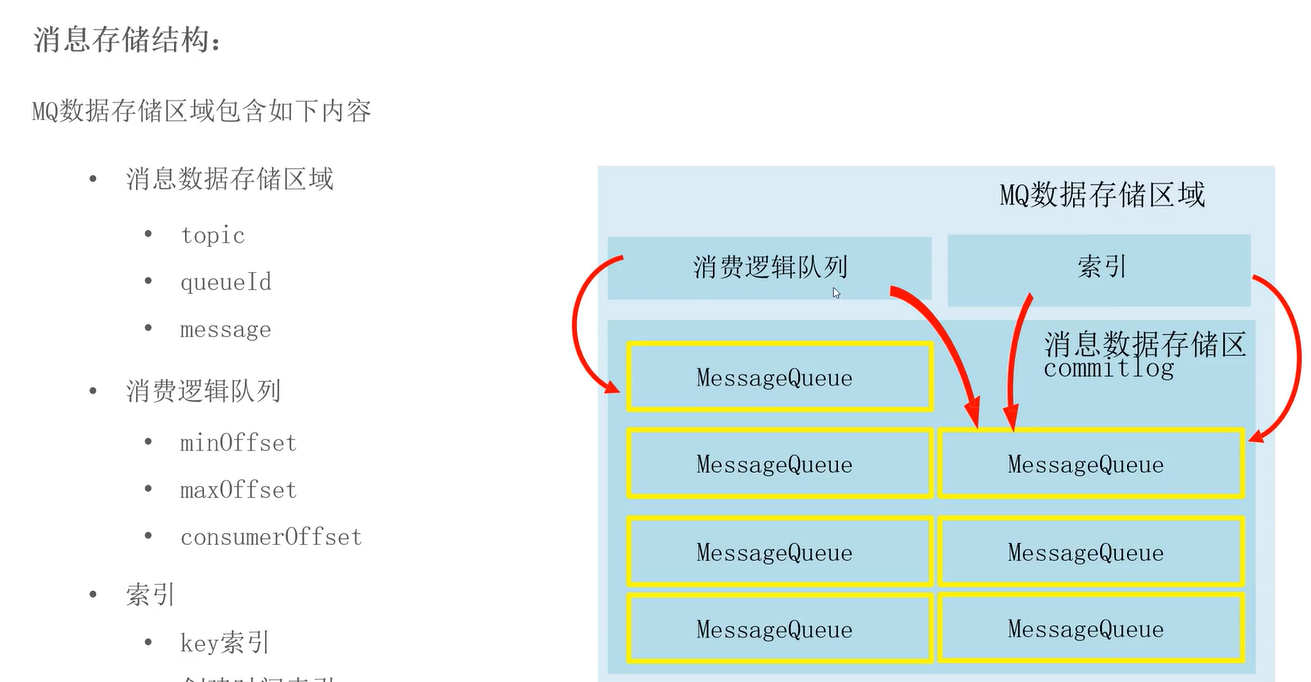 消息存储结构：
MQ数据存储区域包含如下内容
• 消息数据存储区域
• topic
• queueId
• message
• 消费逻辑队列
• minOffset
• maxOffset
• consumerOffset
• 索引
• key索引
MQ数据存储区域
消费逻辑队列
索引
消息数据存储区
commitlog
MessageQueue
MessageQueue
MessageQueue
MessageQueue
MessageQueue
MessageQueue
MessageQueue